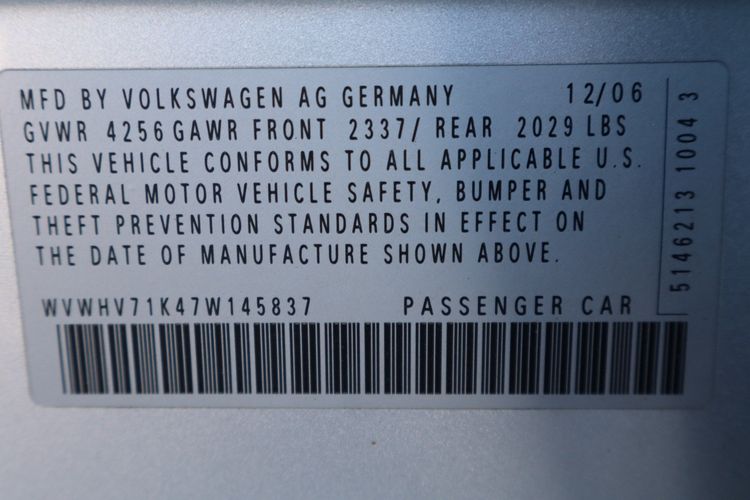 MFD BY VOLKSWAGEN AG GERMANY 12/06
GVWR 4256 GAWR FRONT 2337/ REAR 2029 LBS
THIS VEHICLE CONFORMS TO ALL APPLICABLE U.S.
FEDERAL MOTOR VEHICLE SAFETY, BUMPER AND
THEFT PREVENTION STANDARDS IN EFFECT ON
THE DATE OF MANUFACTURE SHOWN ABOVE.
WVWHV71K47W145837 PASSENGER CAR
5146213 1004 3